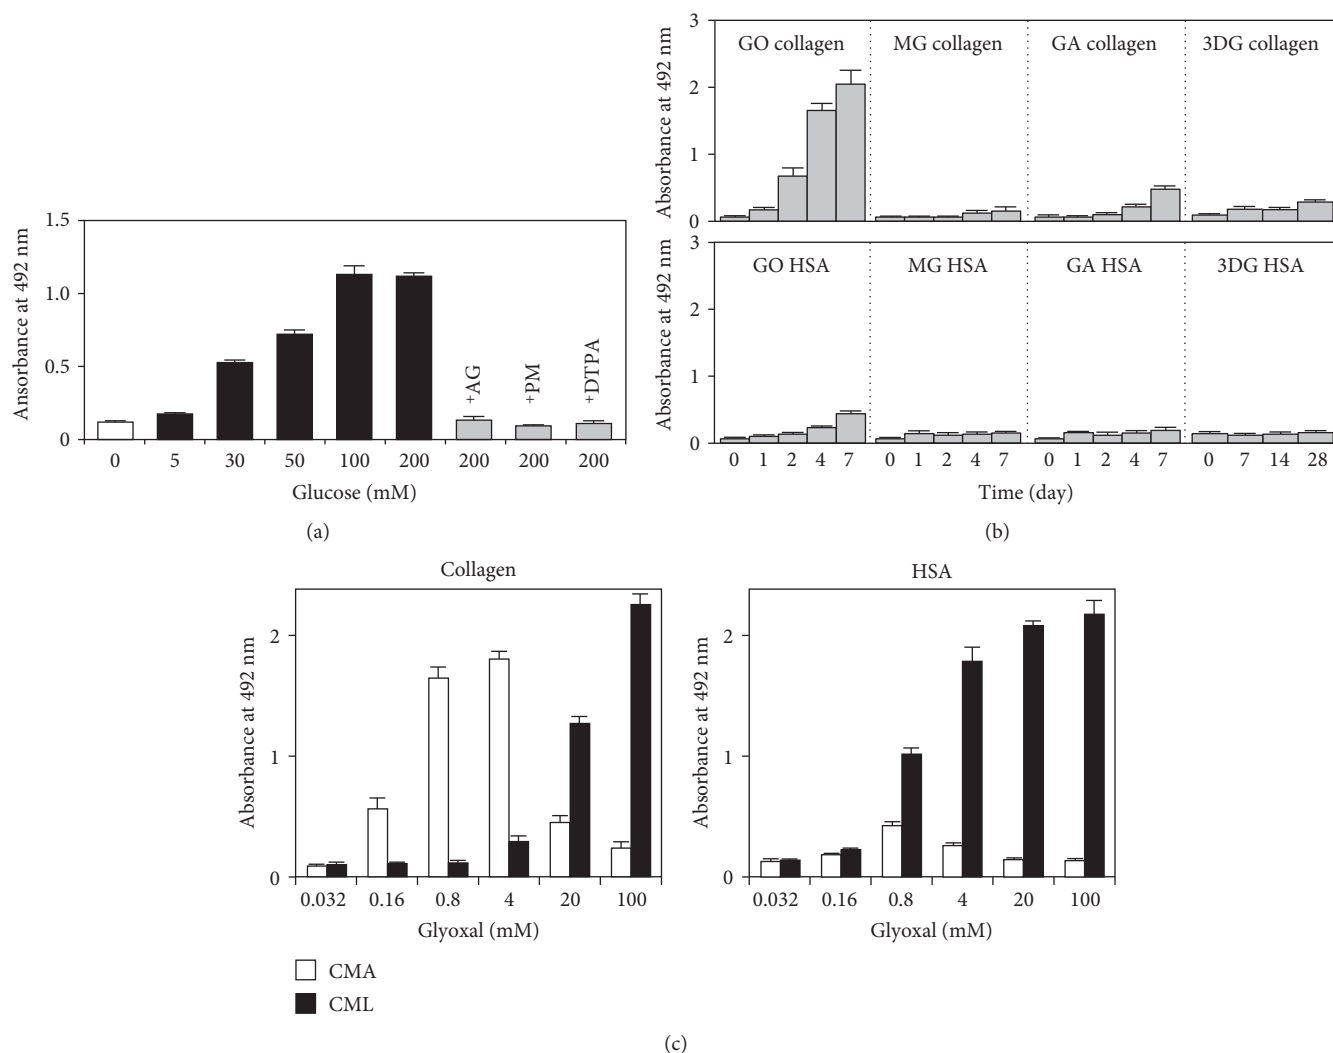 1.5
1.0
0.5
0
Ansorbance at 492 nm
+AG
+PM
+DTPA
0 5 30 50 100 200 200 200 200
Glucose (mM)
(a)
3
2
1
0
Absorbance at 492 nm
GO collagen MG collagen GA collagen 3DG collagen
3
2
1
0
Absorbance at 492 nm
GO HSA MG HSA GA HSA 3DG HSA
0 1 2 4 7 0 1 2 4 7 0 1 2 4 7 0 7 14 28
Time (day)
(b)
Collagen
2
1
0
Absorbance at 492 nm
0.032 0.16 0.8 4 20 100
Glyoxal (mM)
HSA
2
1
0
Absorbance at 492 nm
0.032 0.16 0.8 4 20 100
Glyoxal (mM)
CMA
CML
(c)